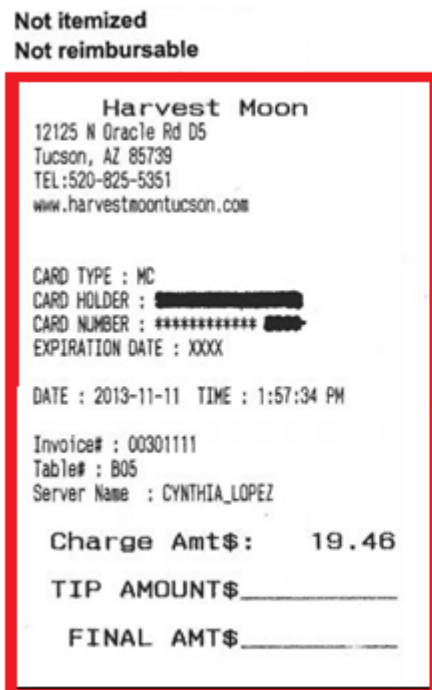 Not itemized
Not reimbursable
Harvest Moon
12125 N Oracle Rd D5
Tucson, AZ 85739
TEL:520-825-5351
www.harvestmoontucson.com
CARD TYPE : MC
CARD HOLDER :
CARD NUMBER : ************
EXPIRATION DATE : XXXX
DATE : 2013-11-11 TIME : 1:57:34 PM
Invoice# : 00301111
Table# : B05
Server Name : CYNTHIA_LOPEZ
Charge Amt$: 19.46
TIP AMOUNT$__________
FINAL AMT$__________